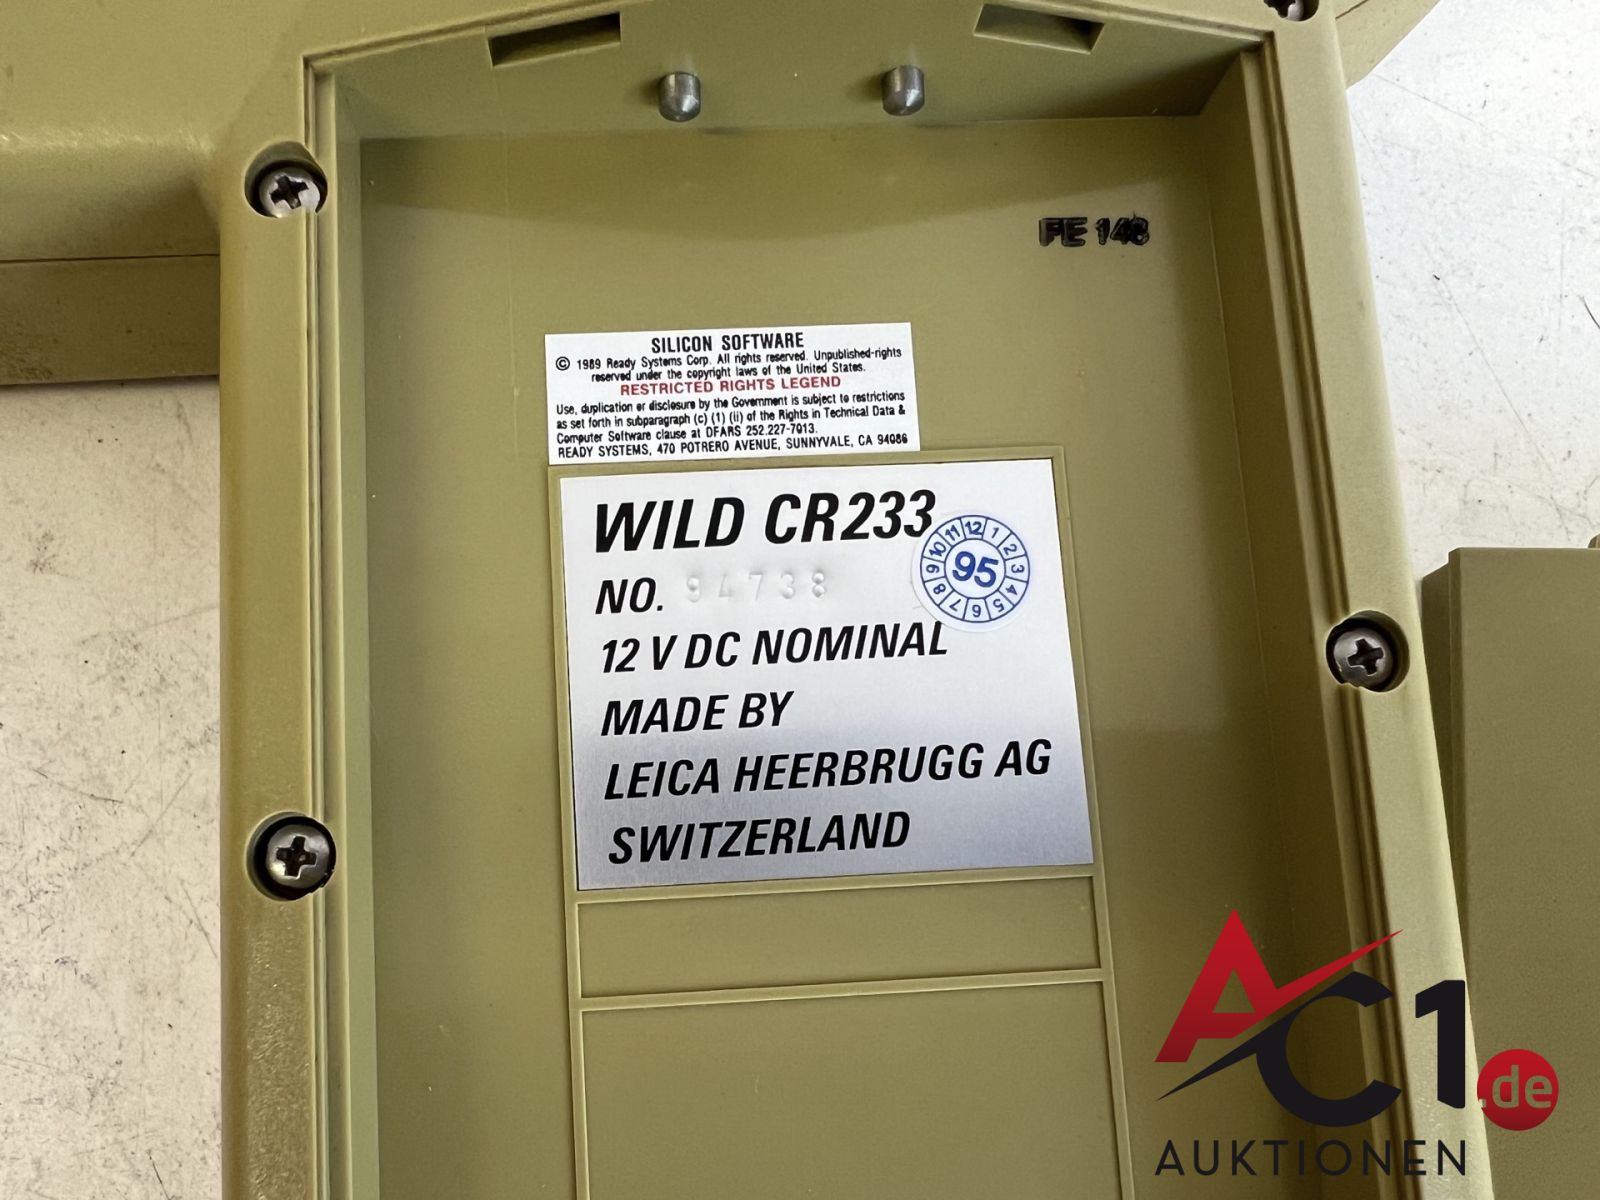 FE 148
SILICON SOFTWARE
© 1989 Ready Systems Corp. All rights reserved. Unpublished-rights
reserved under the copyright laws of the United States.
RESTRICTED RIGHTS LEGEND
Use, duplication or disclosure by the Government is subject to restrictions
as set forth in subparagraph (c) (1) (ii) of the Rights in Technical Data &
Computer Software clause at DFARS 252.227-7013.
READY SYSTEMS, 470 POTRERO AVENUE, SUNNYVALE, CA 94086
WILD CR233
NO. 94738
12 V DC NOMINAL
MADE BY
LEICA HEERBRUGG AG
SWITZERLAND
12 1 2 3 4 5 6 7 8 9 10 11
95
AC1.de
AUKTIONEN